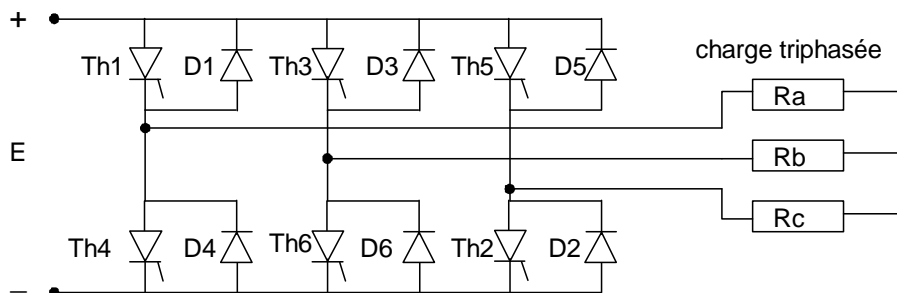 +
Th1 D1 Th3 D3 Th5 D5
charge triphasée
Ra
E
Rb
Rc
Th4 D4 Th6 D6 Th2 D2
−